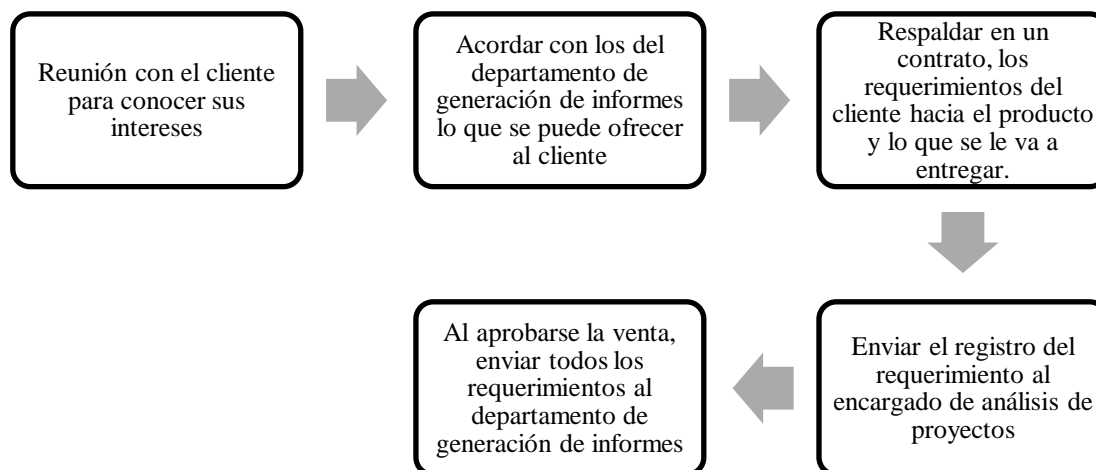 Reunión con el cliente
para conocer sus
intereses
Acordar con los del
departamento de
generación de informes
lo que se puede ofrecer
al cliente
Respaldar en un
contrato, los
requerimientos del
cliente hacia el producto
y lo que se le va a
entregar.
Enviar el registro del
requerimiento al
encargado de análisis de
proyectos
Al aprobarse la venta,
enviar todos los
requerimientos al
departamento de
generación de informes